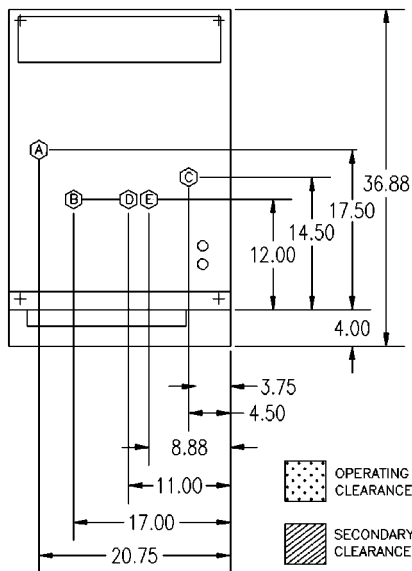 A
C
B D E
36.88
17.50
14.50
12.00
4.00
3.75
4.50
8.88
11.00
17.00
20.75
OPERATING
CLEARANCE
SECONDARY
CLEARANCE